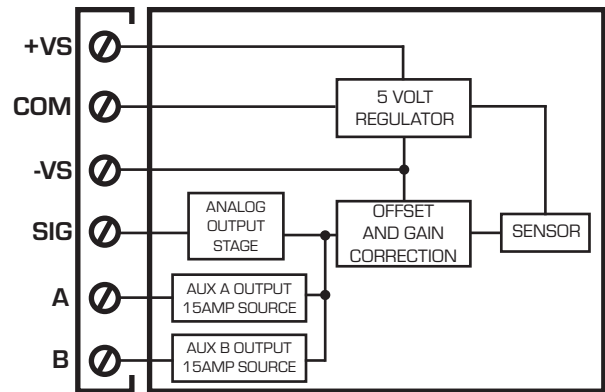 +VS
COM
-VS
SIG
A
B
5 VOLT
REGULATOR
ANALOG
OUTPUT
STAGE
OFFSET
AND GAIN
CORRECTION
SENSOR
AUX A OUTPUT
15AMP SOURCE
AUX B OUTPUT
15AMP SOURCE